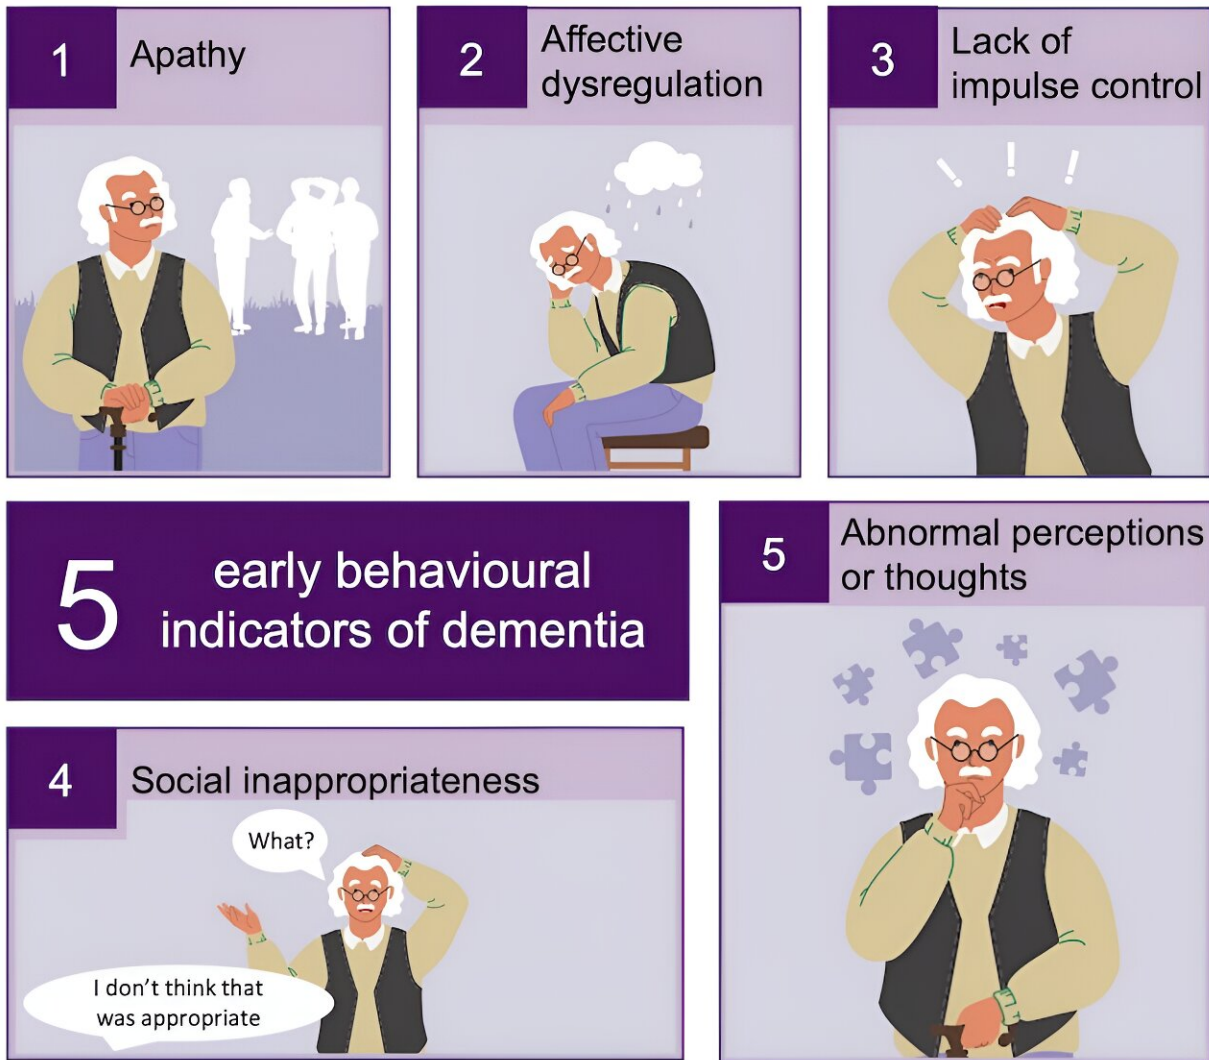 1
Apathy
2
Affective
dysregulation
3
Lack of
impulse control
! ! !
5
early behavioural
indicators of dementia
4
Social inappropriateness
What?
I don't think that
was appropriate
5
Abnormal perceptions
or thoughts